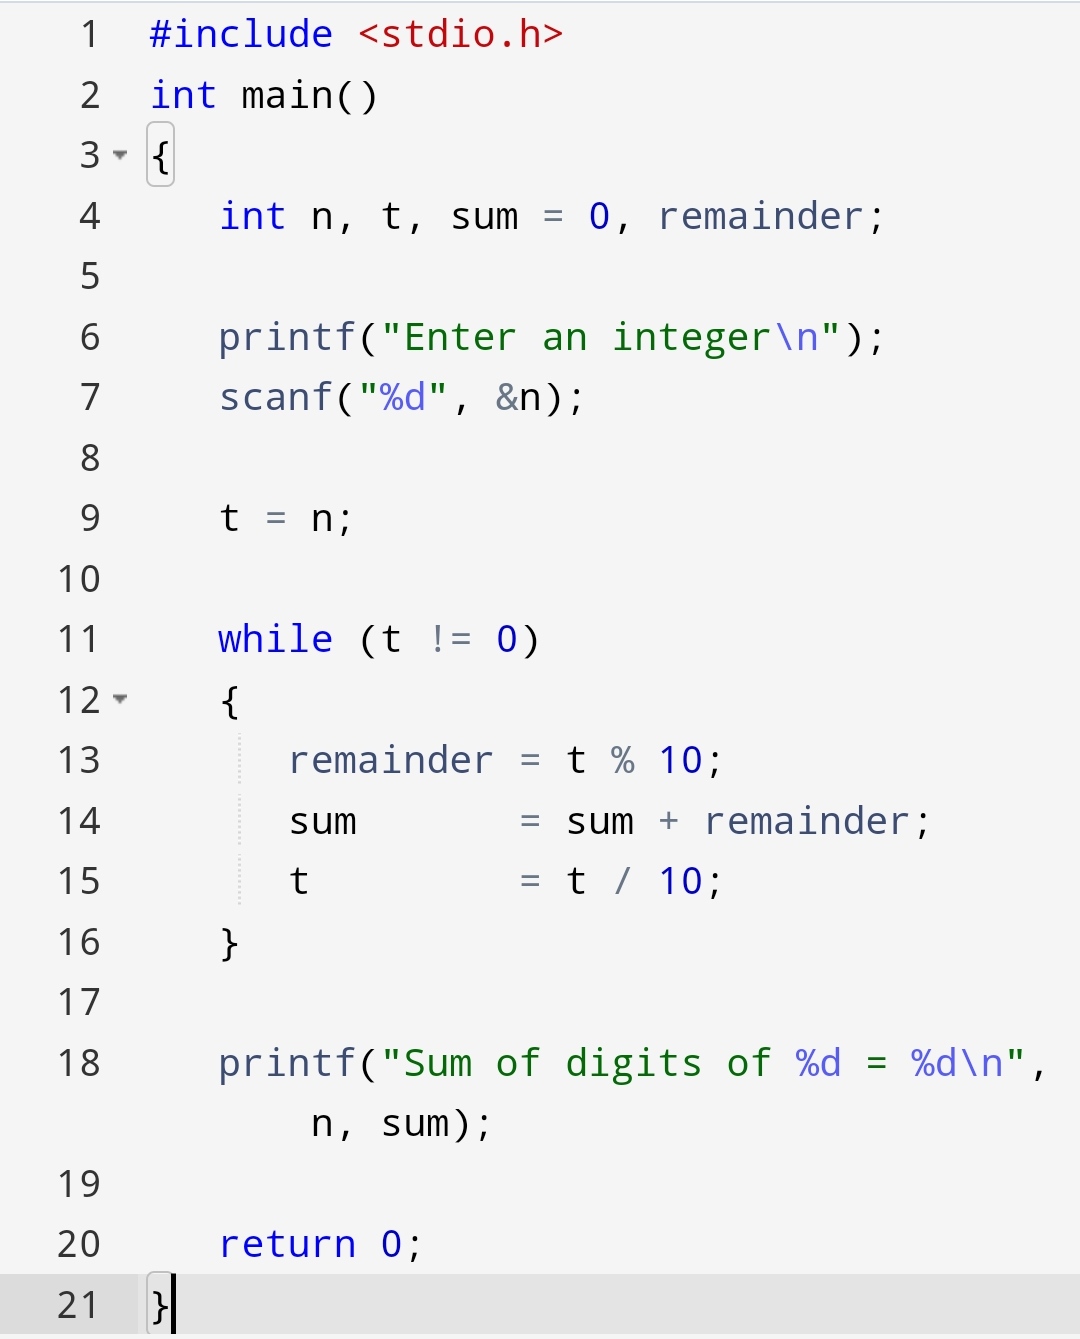 1 #include <stdio.h>
2 int main()
3 {
4    int n, t, sum = 0, remainder;
5
6    printf("Enter an integer\n");
7    scanf("%d", &n);
8
9    t = n;
10
11    while (t != 0)
12    {
13       remainder = t % 10;
14       sum       = sum + remainder;
15       t         = t / 10;
16    }
17
18    printf("Sum of digits of %d = %d\n",
        n, sum);
19
20    return 0;
21 }